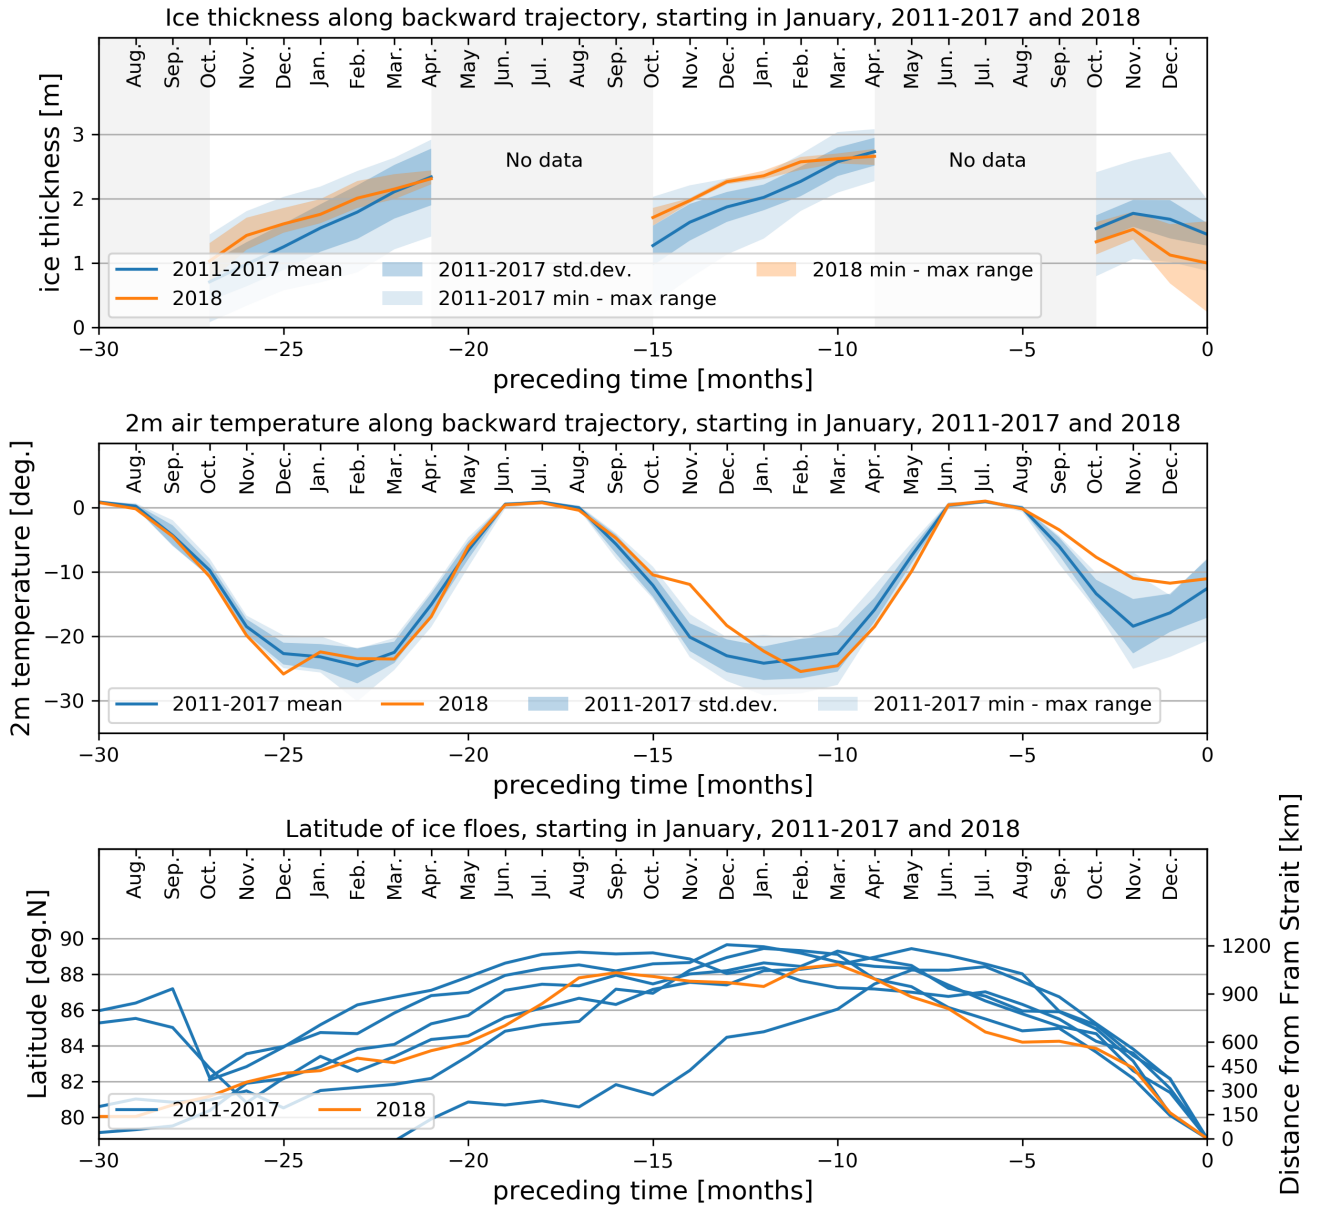 Ice thickness along backward trajectory, starting in January, 2011-2017 and 2018
Aug. Sep. Oct. Nov. Dec. Jan. Feb. Mar. Apr. May Jun. Jul. Aug. Sep. Oct. Nov. Dec. Jan. Feb. Mar. Apr. May Jun. Jul. Aug. Sep. Oct. Nov. Dec.
ice thickness [m]
3
No data No data
2
1
0
2011-2017 mean 2011-2017 std.dev. 2018 min - max range
2018 2011-2017 min - max range
−30 −25 −20 −15 −10 −5 0
preceding time [months]
2m air temperature along backward trajectory, starting in January, 2011-2017 and 2018
Aug. Sep. Oct. Nov. Dec. Jan. Feb. Mar. Apr. May Jun. Jul. Aug. Sep. Oct. Nov. Dec. Jan. Feb. Mar. Apr. May Jun. Jul. Aug. Sep. Oct. Nov. Dec.
2m temperature [deg.]
0
−10
−20
−30
2011-2017 mean 2018 2011-2017 std.dev. 2011-2017 min - max range
−30 −25 −20 −15 −10 −5 0
preceding time [months]
Latitude of ice floes, starting in January, 2011-2017 and 2018
Aug. Sep. Oct. Nov. Dec. Jan. Feb. Mar. Apr. May Jun. Jul. Aug. Sep. Oct. Nov. Dec. Jan. Feb. Mar. Apr. May Jun. Jul. Aug. Sep. Oct. Nov. Dec.
Latitude [deg.N]
90
88
86
84
82
80
2011-2017 2018
1200
900
600
450
300
150
0
Distance from Fram Strait [km]
−30 −25 −20 −15 −10 −5 0
preceding time [months]